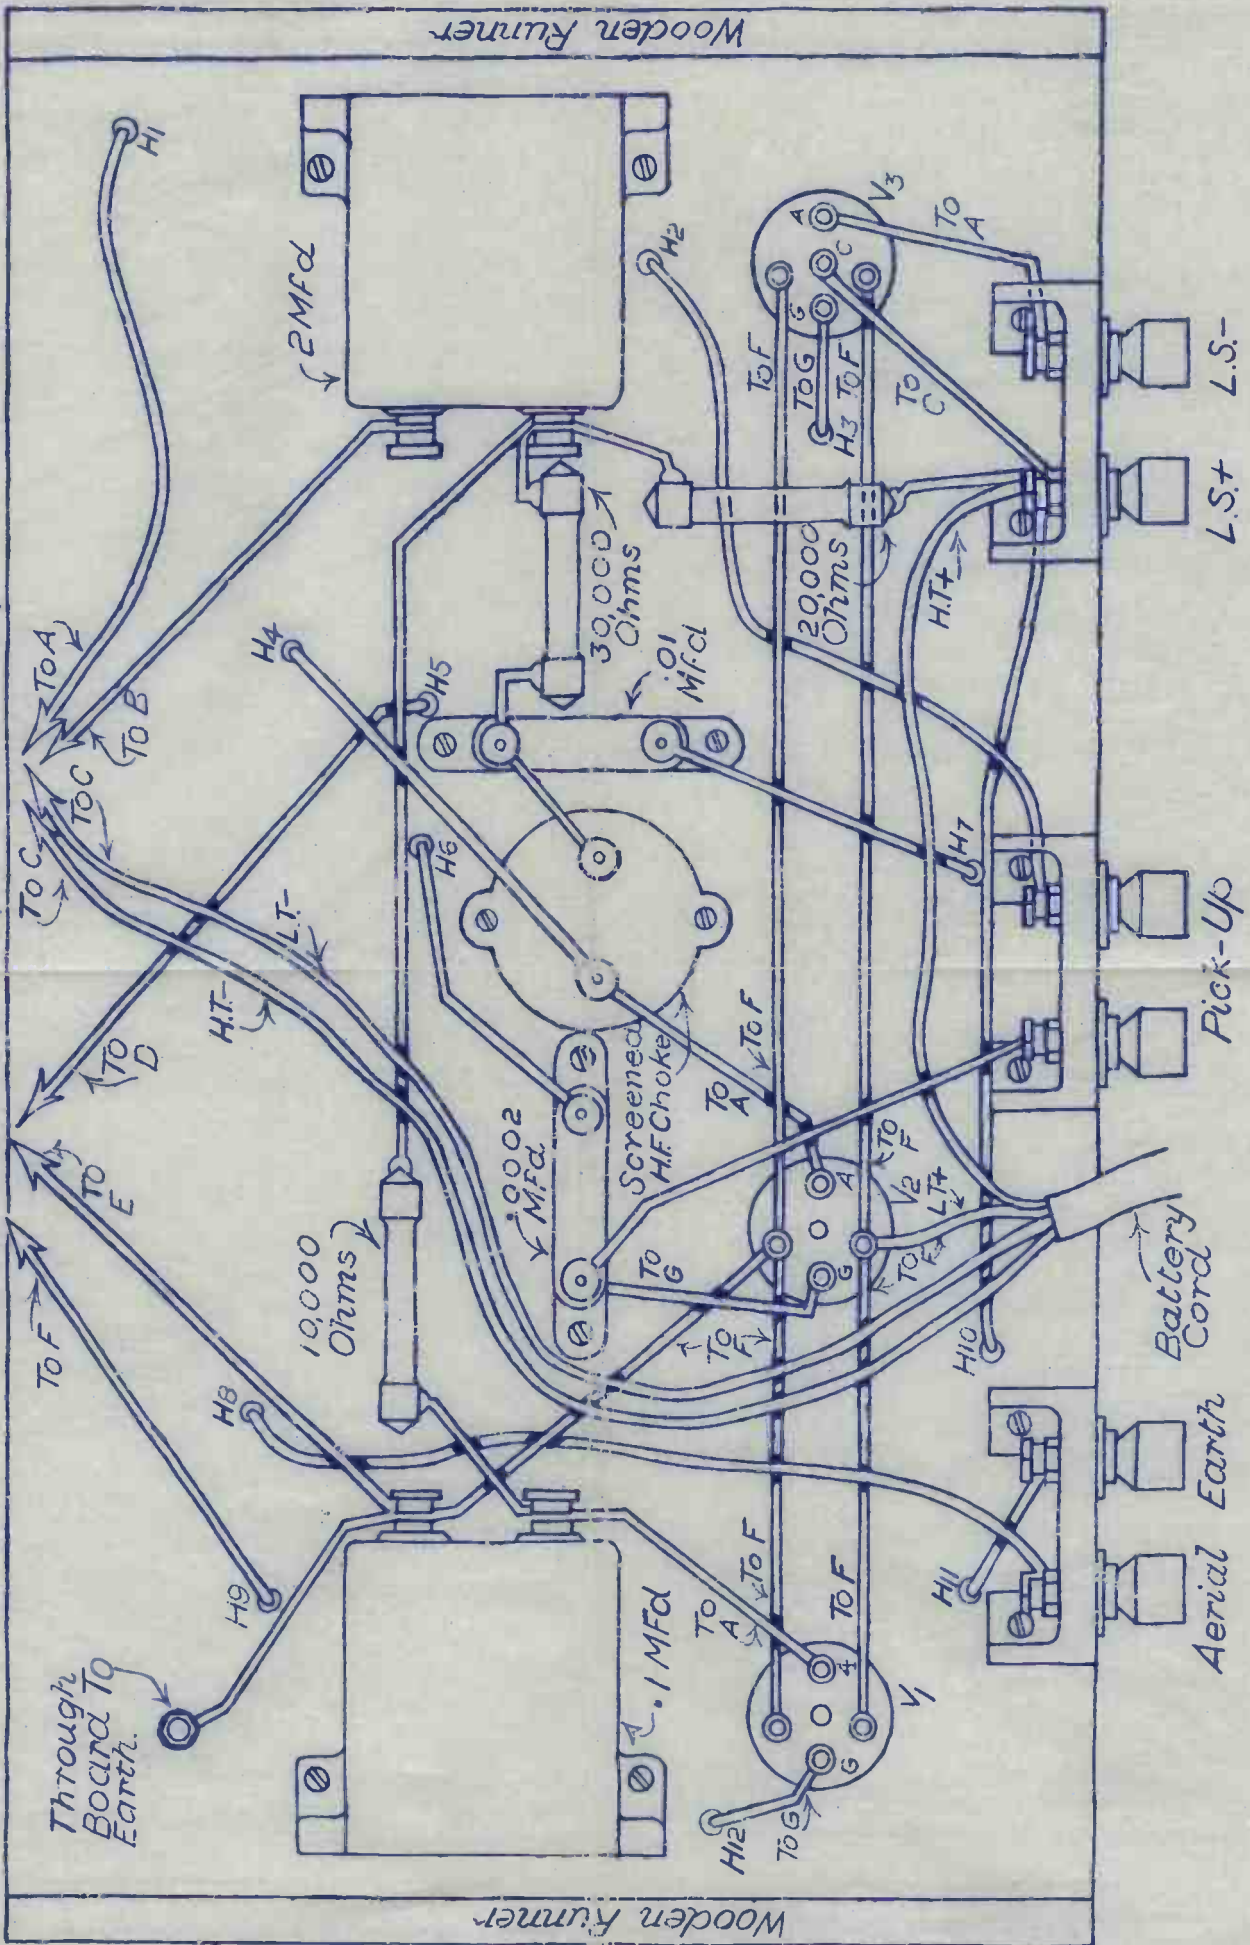 Wooden Runner
H1
2MFd
H2
V3
A
C
G
To
A
To F
To G
To F
H3
To
C
L.S.-
L.S.+
To A
To B
H4
H5
30,000
Ohms
20,000
Ohms
H.T+
.01
Mfd
To C
To C
H6
H7
L.T.-
H.T.-
To
D
To
E
To F
Screened
H.F. Choke
.0002
MFd.
To
A
To F
A
To
F
V2
LT+
To
F
G
To
G
To
F
Pick-Up
10,000
Ohms
H8
H9
H10
Battery
Cord
Earth
Aerial
H11
Through
Board To
Earth.
.1 MFd
To
A
To F
To F
4
V1
G
H12
To G
Wooden Runner